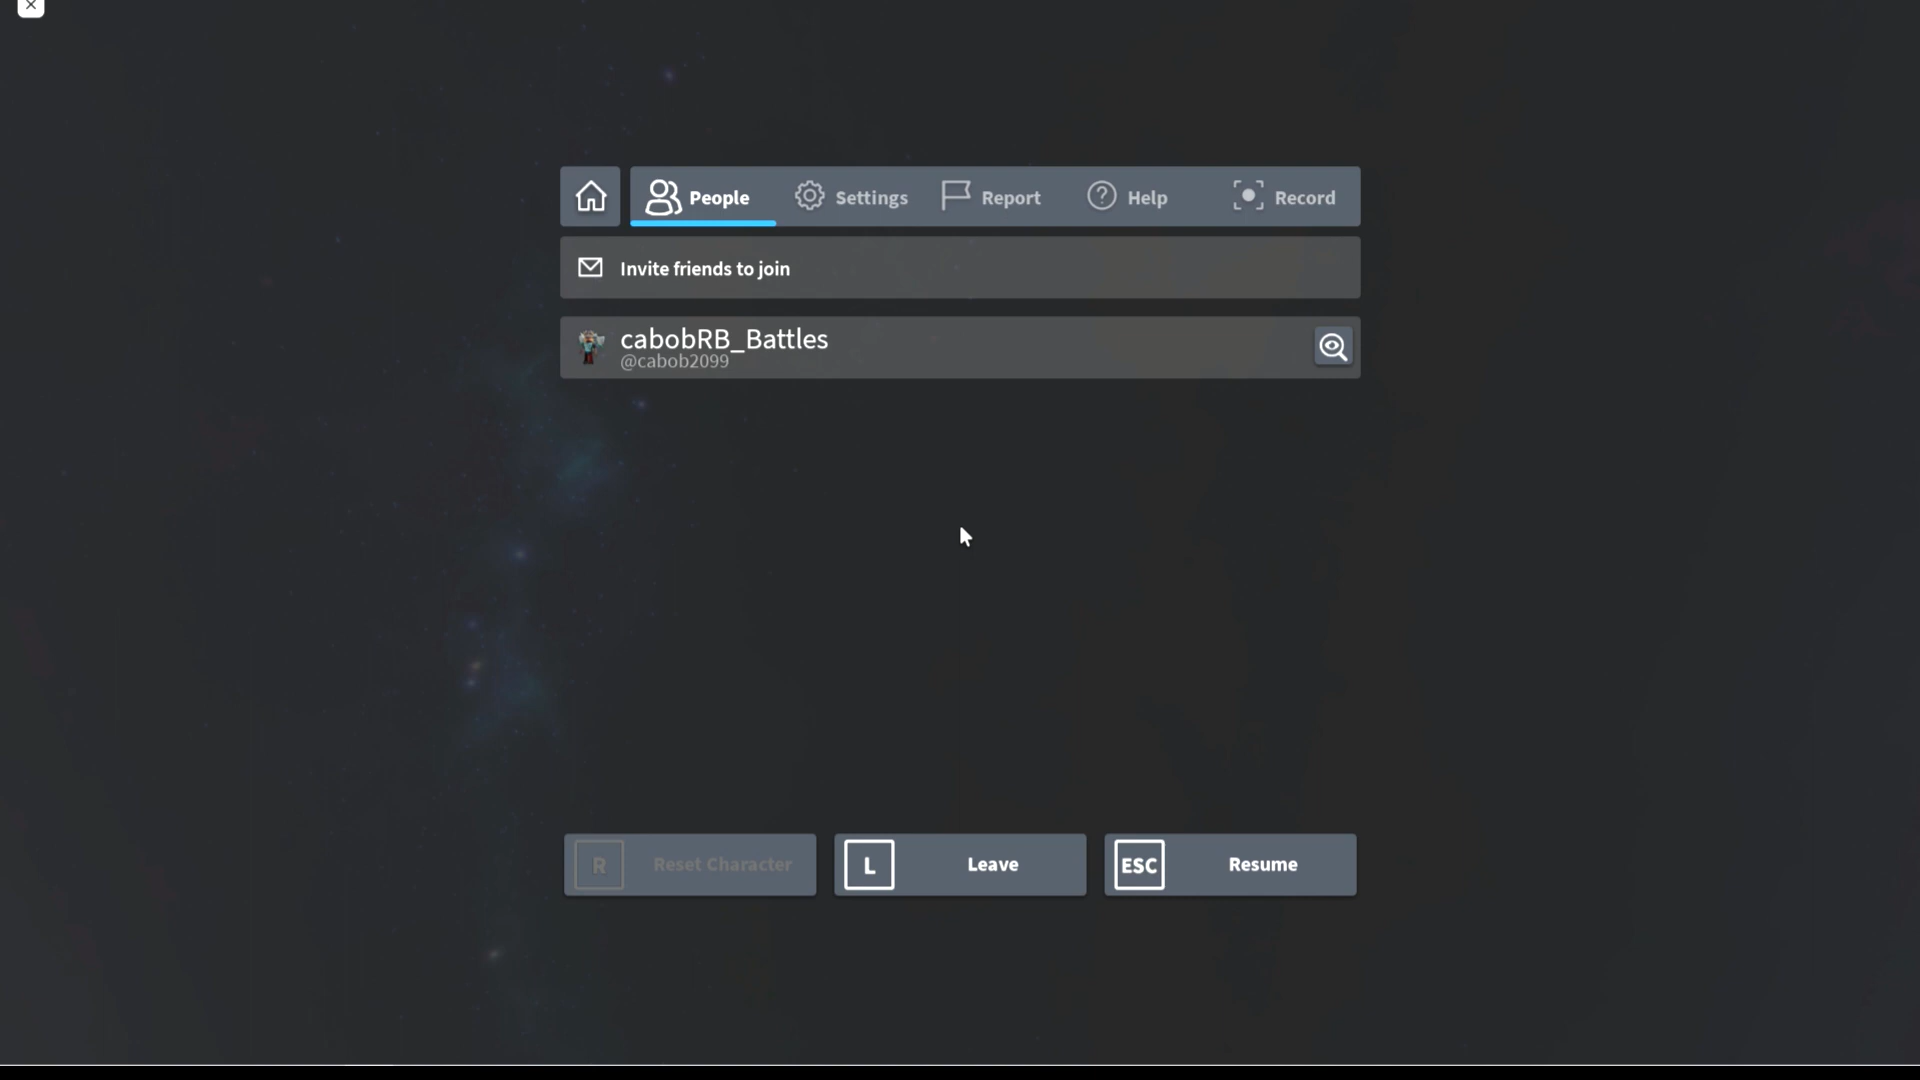 People Settings Report Help Record
Invite friends to join
cabobRB_Battles
@cabob2099
R Reset Character L Leave ESC Resume